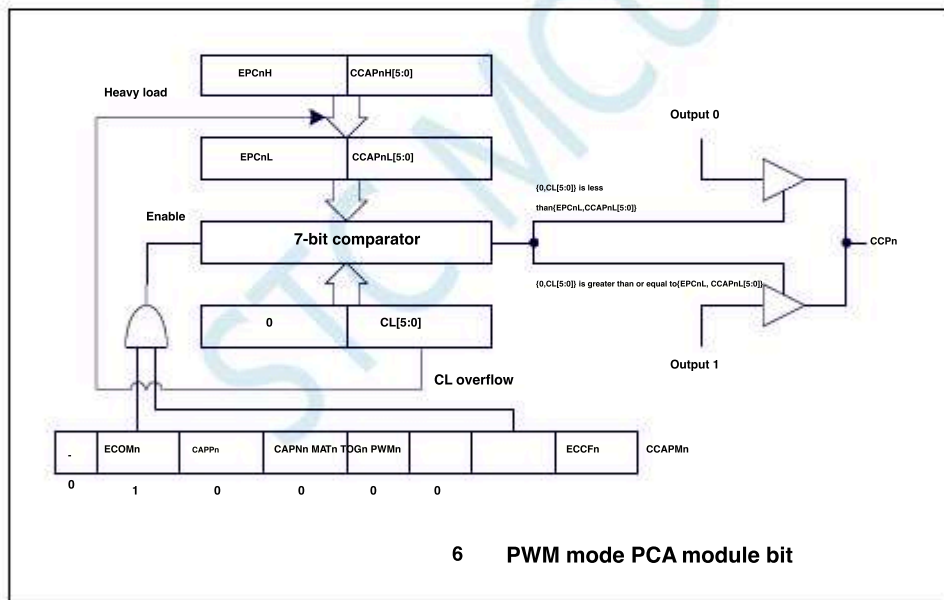 EPCnH CCAPnH[5:0]
Heavy load
Output 0
EPCnL CCAPnL[5:0]
{0,CL[5:0]} is less
than{EPCnL,CCAPnL[5:0]}
Enable
7-bit comparator
CCPn
{0,CL[5:0]} is greater than or equal to{EPCnL, CCAPnL[5:0]}
0 CL[5:0]
Output 1
CL overflow
- ECOMn CAPPn CAPNn MATn TOGn PWMn ECCFn CCAPMn
0 1 0 0 0 0
6 PWM mode PCA module bit
STC MCU